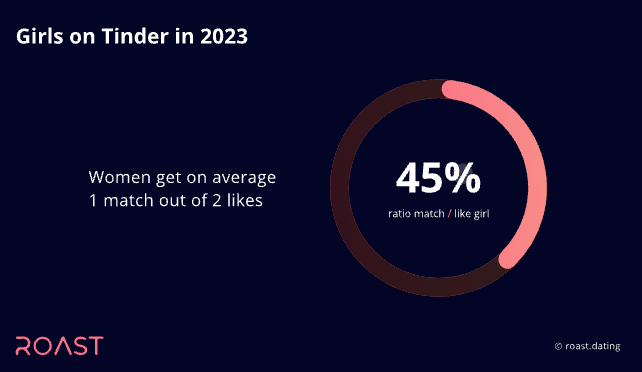 Girls on Tinder in 2023
Women get on average
1 match out of 2 likes
45%
ratio match / like girl
ROAST
© roast.dating